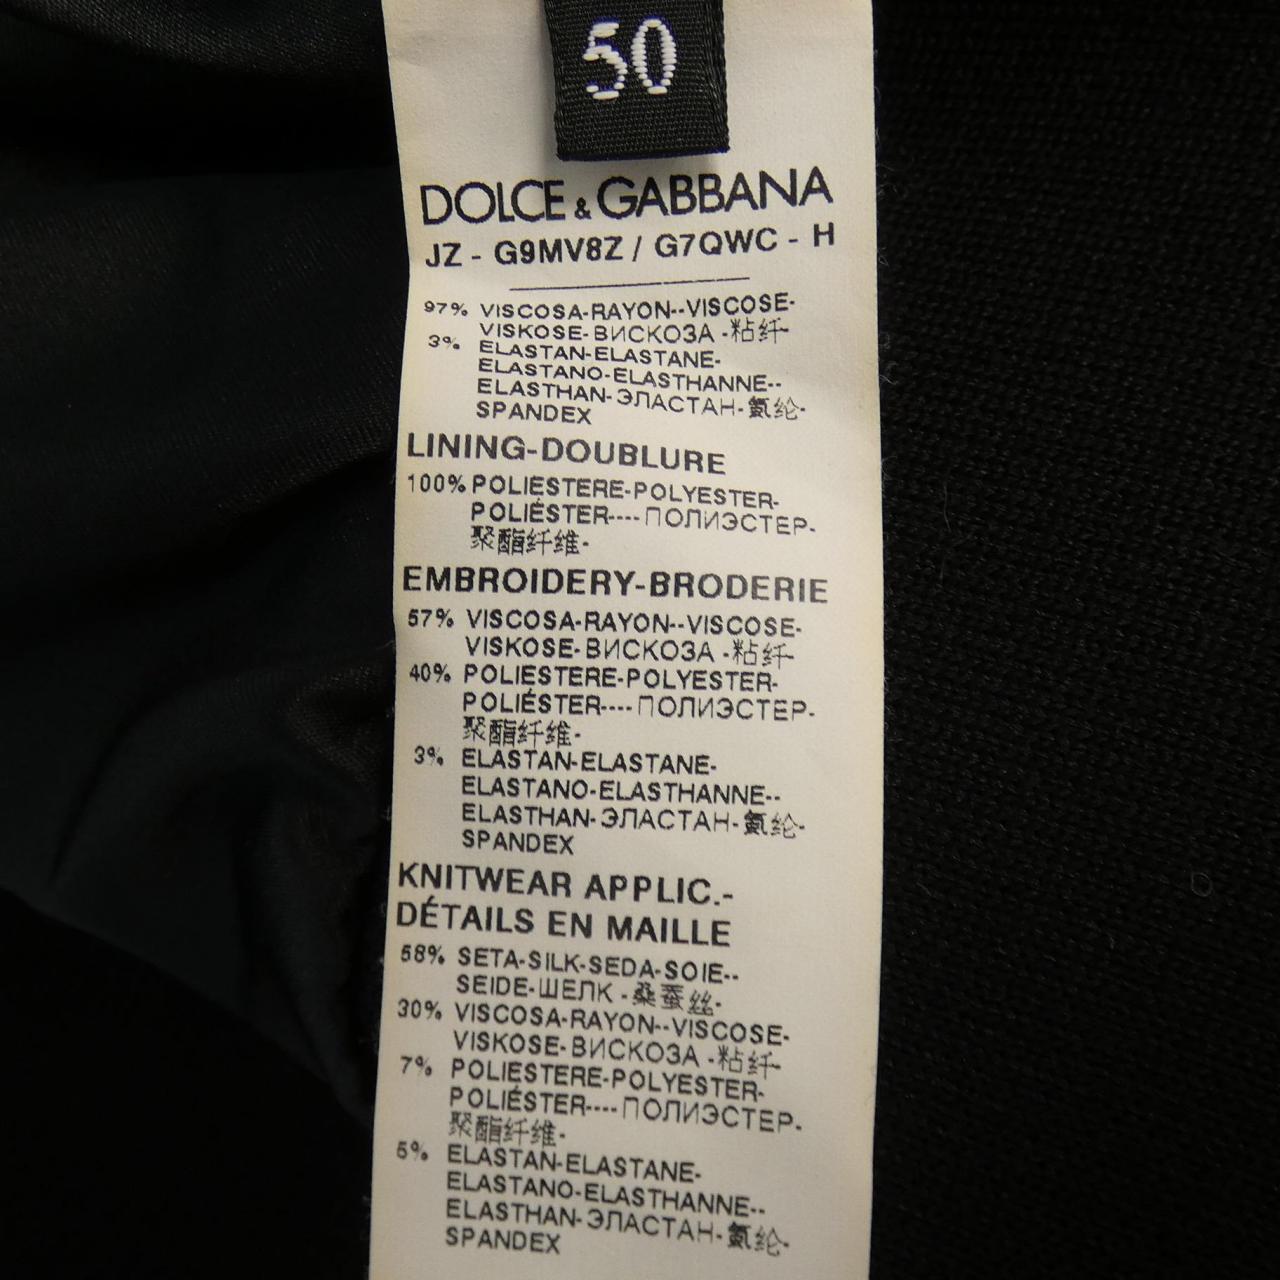 50
DOLCE & GABBANA
JZ - G9MV8Z / G7QWC - H
97% VISCOSA-RAYON--VISCOSE-
VISKOSE-ВИСКОЗА -粘纤-
3% ELASTAN-ELASTANE-
ELASTANO-ELASTHANNE--
ELASTHAN-ЭЛАСТАН-氨纶-
SPANDEX
LINING-DOUBLURE
100% POLIESTERE-POLYESTER-
POLIÉSTER----ПОЛИЭСТЕР-
聚酯纤维-
EMBROIDERY-BRODERIE
57% VISCOSA-RAYON--VISCOSE-
VISKOSE-ВИСКОЗА -粘纤-
40% POLIESTERE-POLYESTER-
POLIÉSTER----ПОЛИЭСТЕР-
聚酯纤维-
3% ELASTAN-ELASTANE-
ELASTANO-ELASTHANNE--
ELASTHAN-ЭЛАСТАН-氨纶-
SPANDEX
KNITWEAR APPLIC.-
DÉTAILS EN MAILLE
58% SETA-SILK-SEDA-SOIE--
SEIDE-ШЕЛК -桑蚕丝-
30% VISCOSA-RAYON--VISCOSE-
VISKOSE-ВИСКОЗА -粘纤-
7% POLIESTERE-POLYESTER-
POLIÉSTER----ПОЛИЭСТЕР-
聚酯纤维-
5% ELASTAN-ELASTANE-
ELASTANO-ELASTHANNE--
ELASTHAN-ЭЛАСТАН-氨纶-
SPANDEX